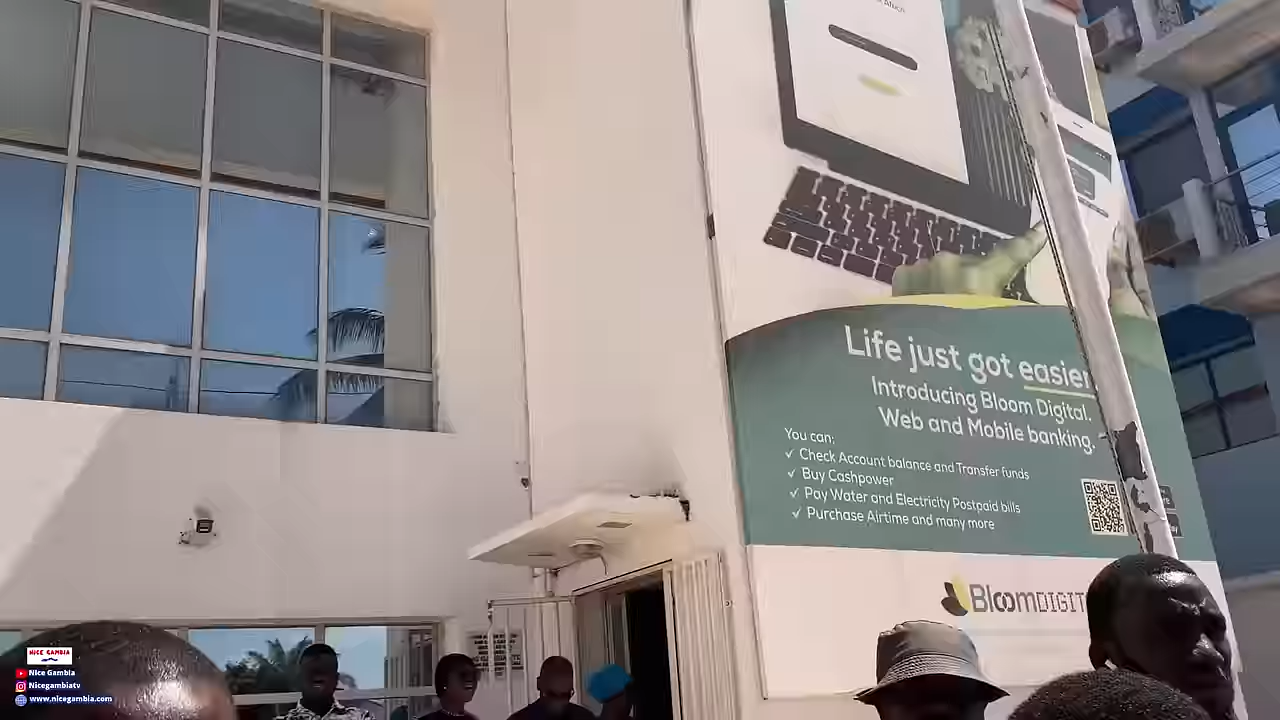 Life just got easier
Introducing Bloom Digital.
Web and Mobile banking.
You can:
✓ Check Account balance and Transfer funds
✓ Buy Cashpower
✓ Pay Water and Electricity Postpaid bills
✓ Purchase Airtime and many more
BloomDIGIT
NICE GAMBIA
Nice Gambia
Nicegambiatv
www.nicegambia.com